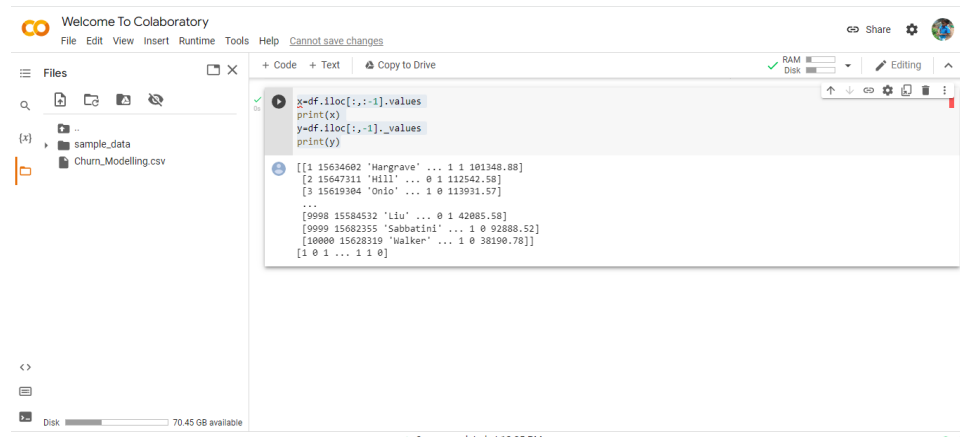 Welcome To Colaboratory
File Edit View Insert Runtime Tools Help Cannot save changes
Share
Files
+ Code + Text Copy to Drive
RAM
Disk
Editing
..
sample_data
Churn_Modelling.csv
{x}
0s
x=df.iloc[:,:-1].values
print(x)
y=df.iloc[:,-1]._values
print(y)
[[1 15634602 'Hargrave' ... 1 1 101348.88]
[2 15647311 'Hill' ... 0 1 112542.58]
[3 15619304 'Onio' ... 1 0 113931.57]
...
[9998 15584532 'Liu' ... 0 1 42085.58]
[9999 15682355 'Sabbatini' ... 1 0 92888.52]
[10000 15628319 'Walker' ... 1 0 38190.78]]
[1 0 1 ... 1 1 0]
Disk 70.45 GB available